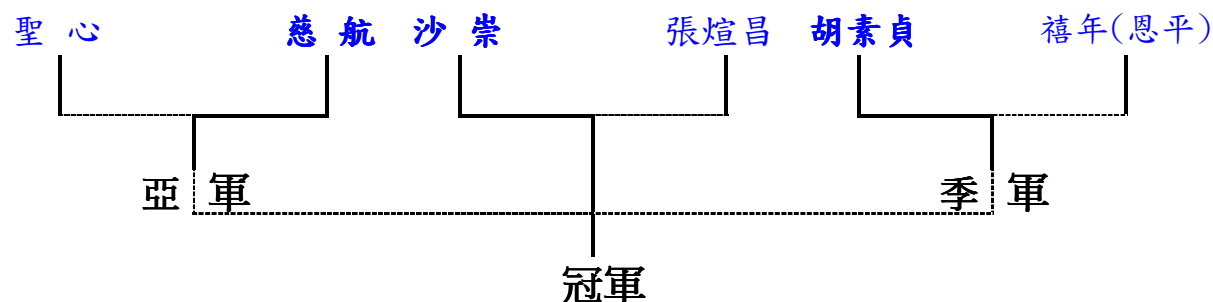 聖 心 慈 航 沙 崇 張煊昌 胡素貞 禧年(恩平)
亞 軍 季 軍
冠軍